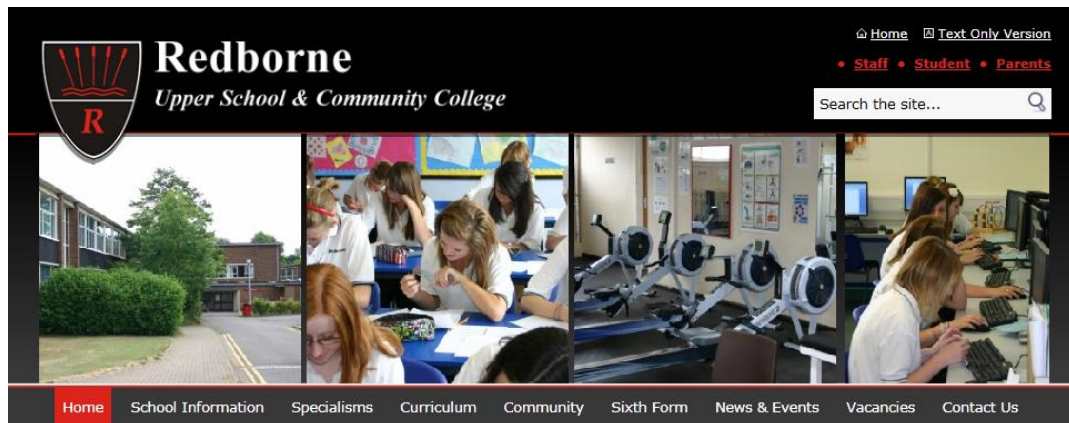 Redborne
Upper School & Community College
R
Home Text Only Version
• Staff • Student • Parents
Search the site...
Home School Information Specialisms Curriculum Community Sixth Form News & Events Vacancies Contact Us